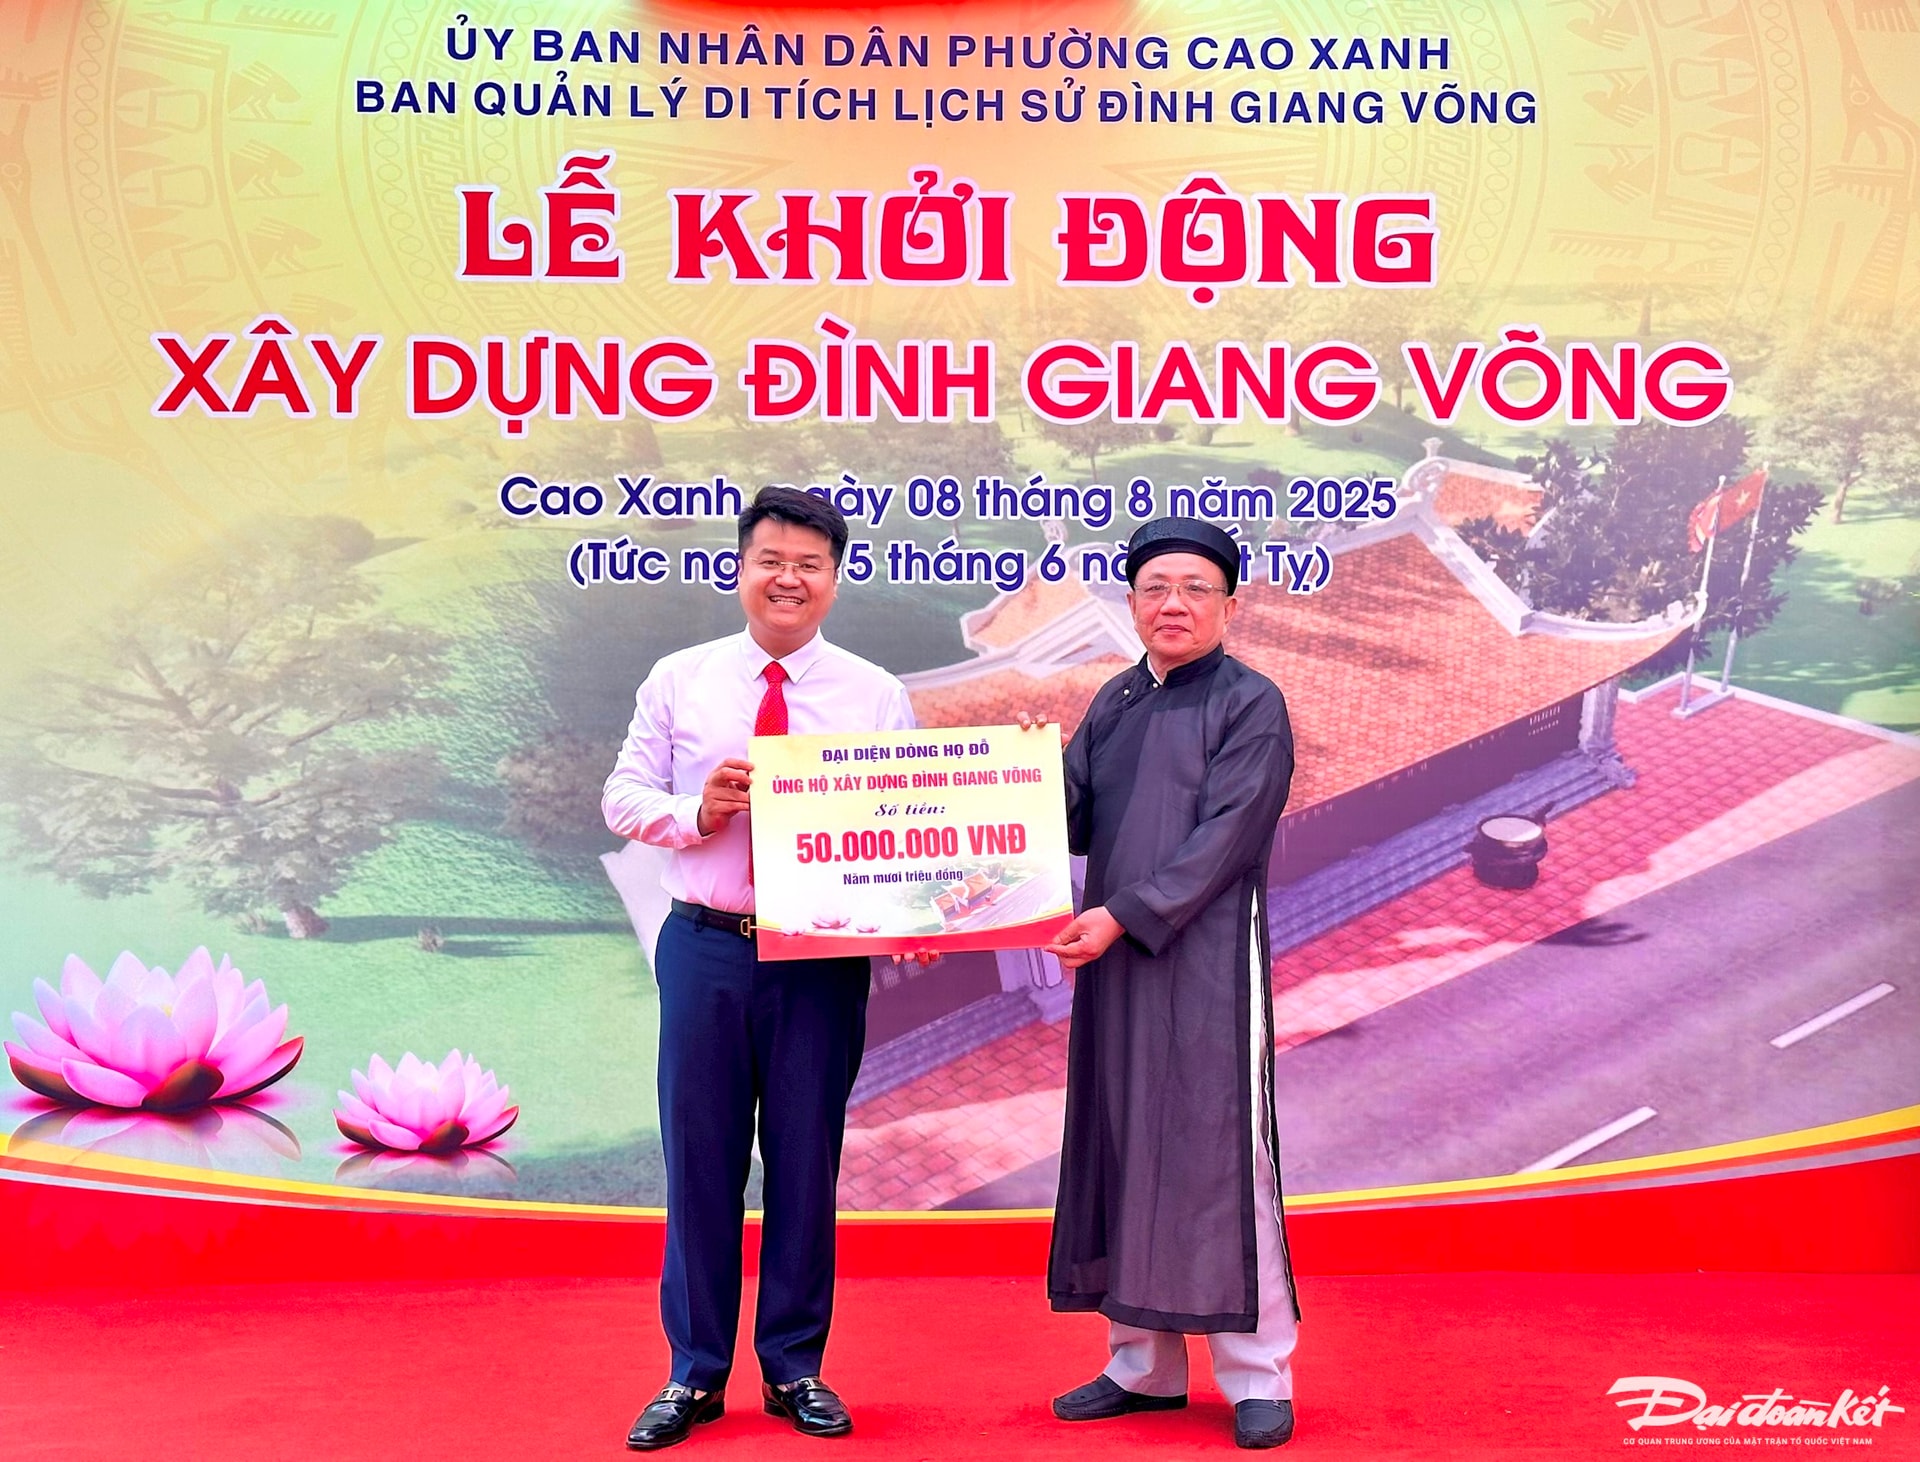 ỦY BAN NHÂN DÂN PHƯỜNG CAO XANH
BAN QUẢN LÝ DI TÍCH LỊCH SỬ ĐÌNH GIANG VÕNG
LỄ KHỞI ĐỘNG
XÂY DỰNG ĐÌNH GIANG VÕNG
Cao Xanh, ngày 08 tháng 8 năm 2025
(Tức 5 tháng 6 Tỵ)
ĐẠI DIỆN DÒNG HỌ ĐỖ
ỦNG HỘ XÂY DỰNG ĐÌNH GIANG VÕNG
Số tiền:
50.000.000 VNĐ
Năm mươi triệu đồng
Đại đoàn Kết
CƠ QUAN TRUNG ƯƠNG CỦA MẶT TRẬN TỔ QUỐC VIỆT NAM